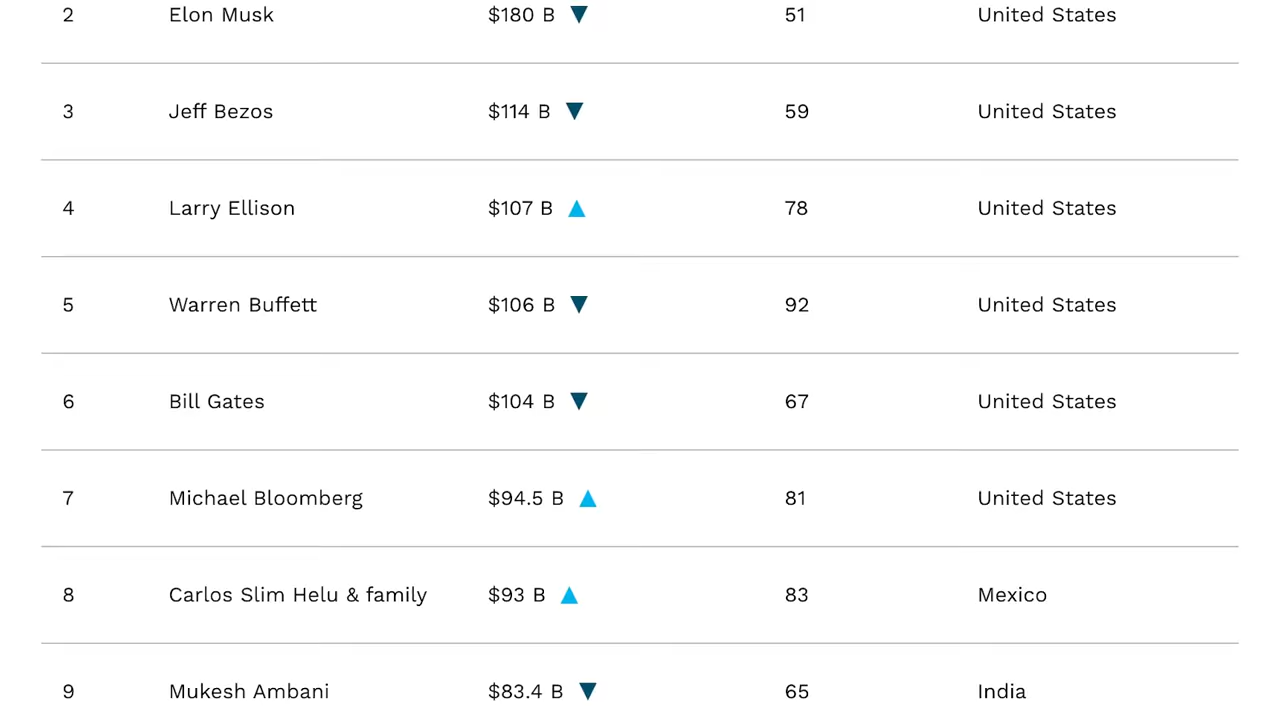 2 Elon Musk $180 B ▼ 51 United States
3 Jeff Bezos $114 B ▼ 59 United States
4 Larry Ellison $107 B ▲ 78 United States
5 Warren Buffett $106 B ▼ 92 United States
6 Bill Gates $104 B ▼ 67 United States
7 Michael Bloomberg $94.5 B ▲ 81 United States
8 Carlos Slim Helu & family $93 B ▲ 83 Mexico
9 Mukesh Ambani $83.4 B ▼ 65 India